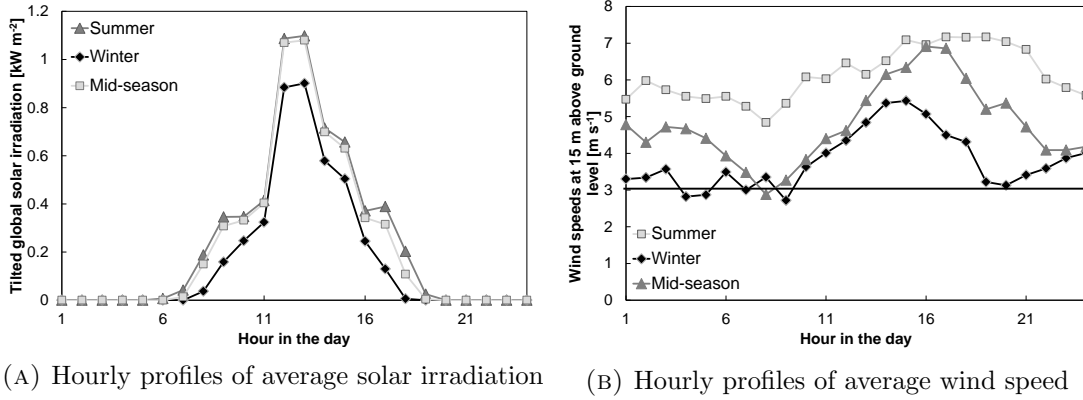 1.2
1
0.8
0.6
0.4
0.2
0
Tilted global solar irradiation [kW m-2]
Summer
Winter
Mid-season
1 6 11 16 21
Hour in the day
(A) Hourly profiles of average solar irradiation
8
7
6
5
4
3
2
1
0
Wind speeds at 15 m above ground
level [m s-1]
Summer
Winter
Mid-season
1 6 11 16 21
Hour in the day
(B) Hourly profiles of average wind speed